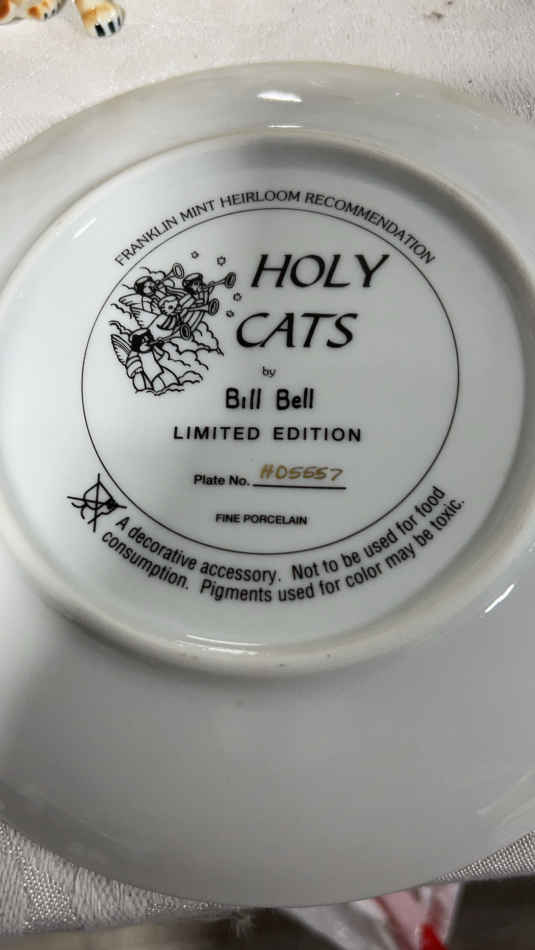 FRANKLIN MINT HEIRLOOM RECOMMENDATION
HOLY
CATS
by
Bill Bell
LIMITED EDITION
Plate No. HO5557
FINE PORCELAIN
A decorative accessory. Not to be used for food
consumption. Pigments used for color may be toxic.